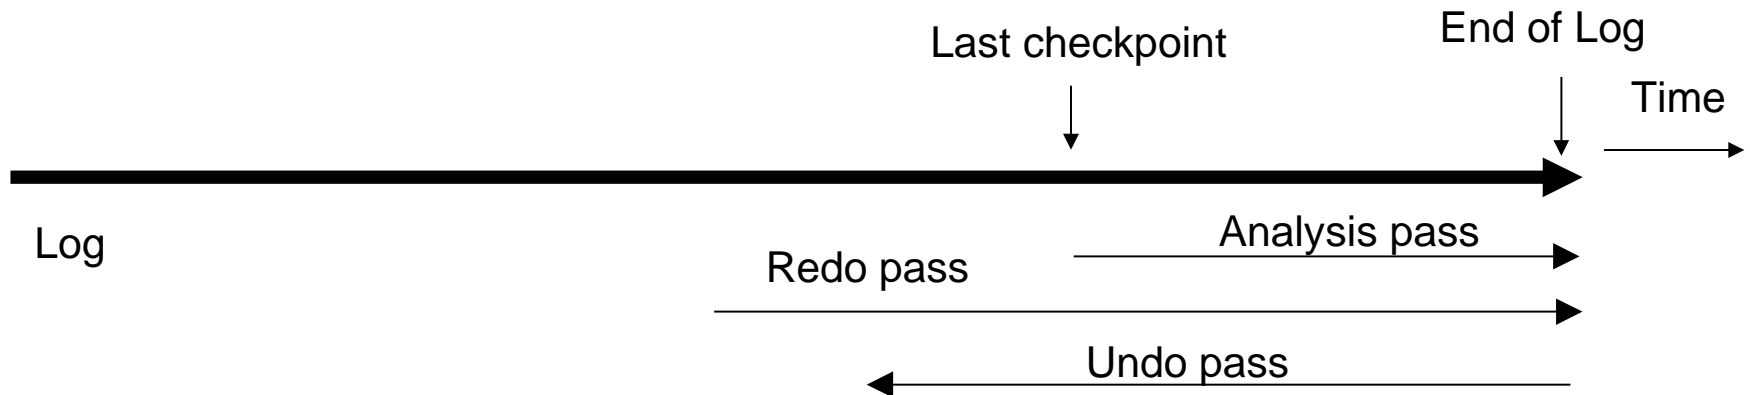 End of Log
Last checkpoint
Time
Log
Analysis pass
Redo pass
Undo pass